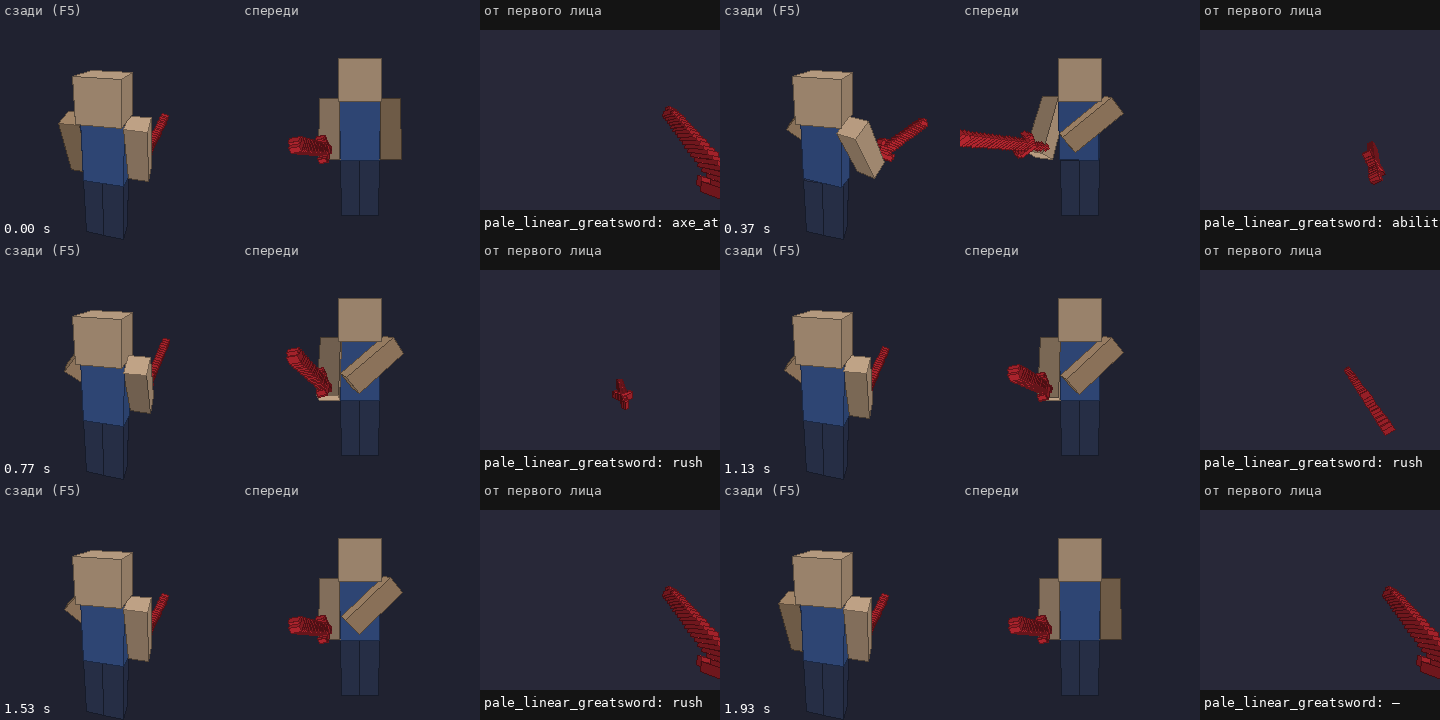 сзади (F5) спереди от первого лица сзади (F5) спереди от первого лица
0.00 s pale_linear_greatsword: axe_at 0.37 s pale_linear_greatsword: abilit
сзади (F5) спереди от первого лица сзади (F5) спереди от первого лица
0.77 s pale_linear_greatsword: rush 1.13 s pale_linear_greatsword: rush
сзади (F5) спереди от первого лица сзади (F5) спереди от первого лица
1.53 s pale_linear_greatsword: rush 1.93 s pale_linear_greatsword: —